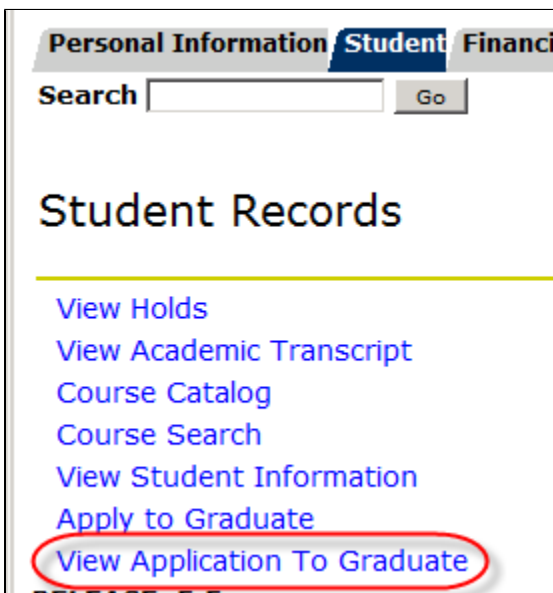 Personal Information Student Financi
Search Go
Student Records
View Holds
View Academic Transcript
Course Catalog
Course Search
View Student Information
Apply to Graduate
View Application To Graduate